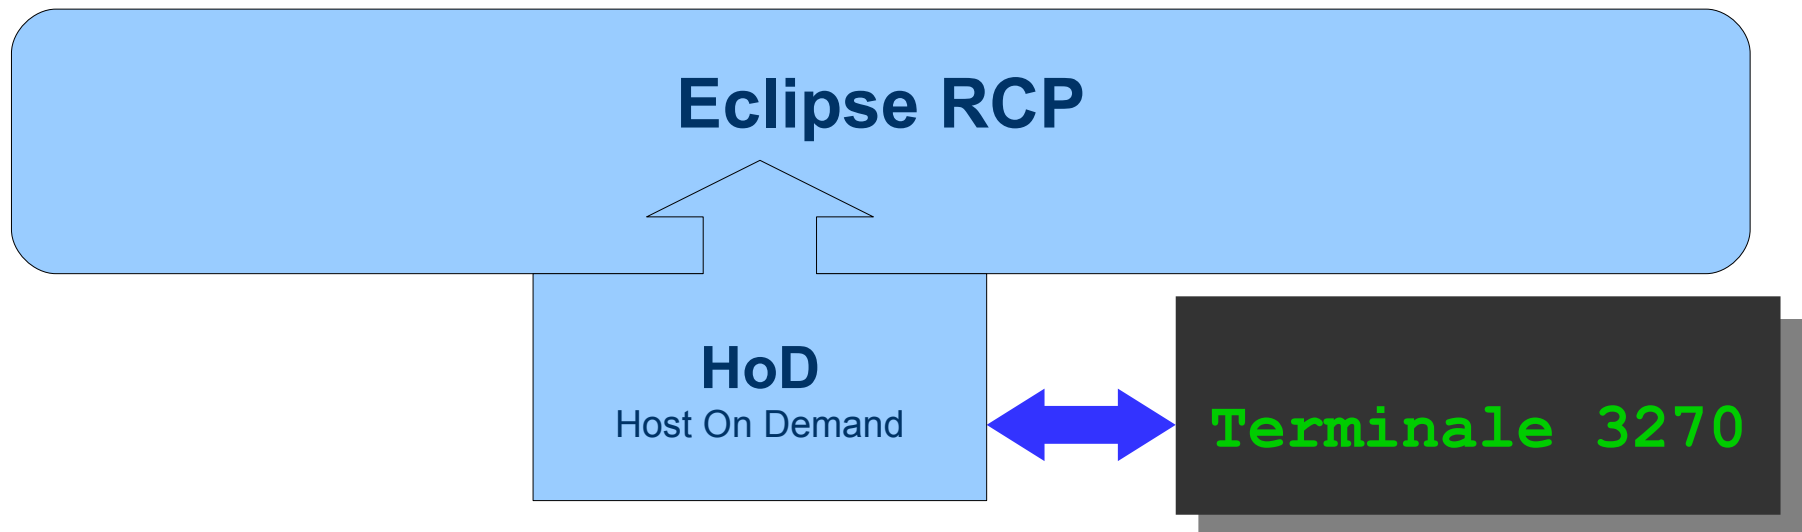 Eclipse RCP
HoD
Host On Demand
Terminale 3270